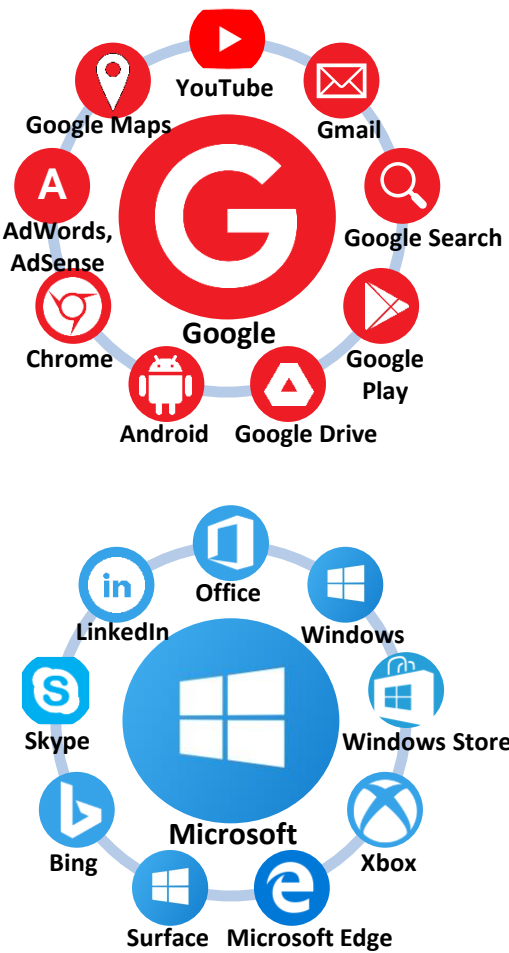 YouTube
Google Maps
Gmail
A
AdWords,
AdSense
Google Search
G
Google
Chrome
Google
Play
Android
Google Drive
Office
in
LinkedIn
Windows
S
Skype
Windows Store
Microsoft
Bing
Xbox
Surface
Microsoft Edge